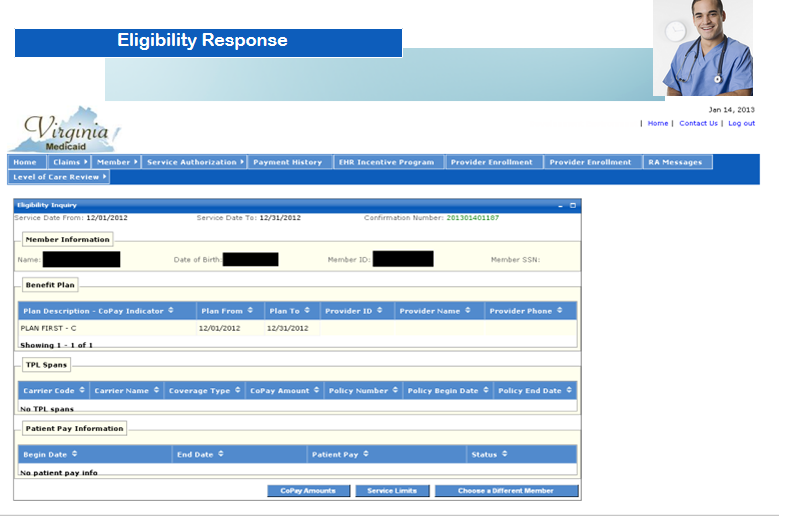 Eligibility Response
Jan 14, 2013
Virginia
Medicaid
| Home | Contact Us | Log out
Home Claims Member Service Authorization Payment History EHR Incentive Program Provider Enrollment Provider Enrollment RA Messages
Level of Care Review
Eligibility Inquiry
Service Date From: 12/01/2012 Service Date To: 12/31/2012 Confirmation Number: 201301401187
Member Information
Name: Date of Birth: Member ID: Member SSN:
Benefit Plan
Plan Description - CoPay Indicator Plan From Plan To Provider ID Provider Name Provider Phone
PLAN FIRST - C 12/01/2012 12/31/2012
Showing 1 - 1 of 1
TPL Spans
Carrier Code Carrier Name Coverage Type CoPay Amount Policy Number Policy Begin Date Policy End Date
No TPL spans
Patient Pay Information
Begin Date End Date Patient Pay Status
No patient pay info
CoPay Amounts Service Limits Choose a Different Member